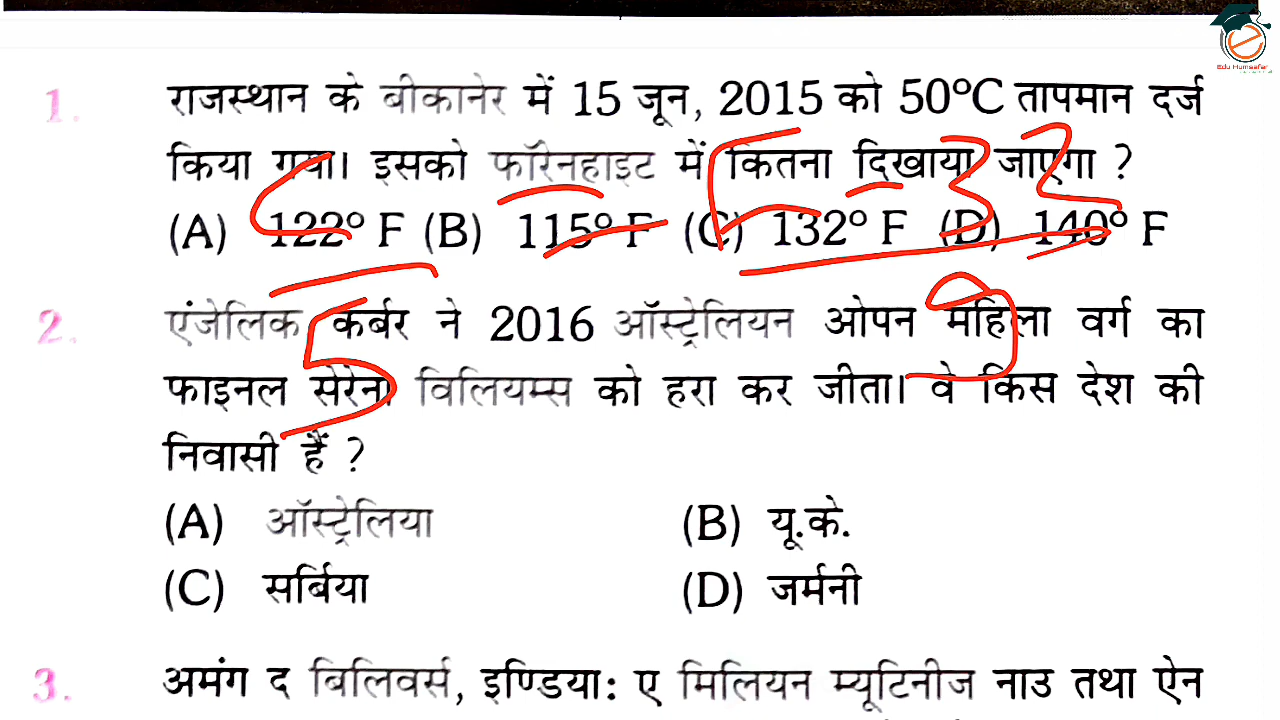 Edu Humsafar
1. राजस्थान के बीकानेर में 15 जून, 2015 को 50°C तापमान दर्ज
किया गया। इसको फॉरेनहाइट में कितना दिखाया जाएगा ?
(A) 122° F (B) 115° F (C) 132° F (D) 140° F
2. एंजेलिक कर्बर ने 2016 ऑस्ट्रेलियन ओपन महिला वर्ग का
फाइनल सेरेना विलियम्स को हरा कर जीता। वे किस देश की
निवासी हैं ?
(A) ऑस्ट्रेलिया (B) यू.के.
(C) सर्बिया (D) जर्मनी
3. अमंग द बिलिवर्स, इण्डिया: ए मिलियन म्यूटिनीज नाउ तथा ऐन